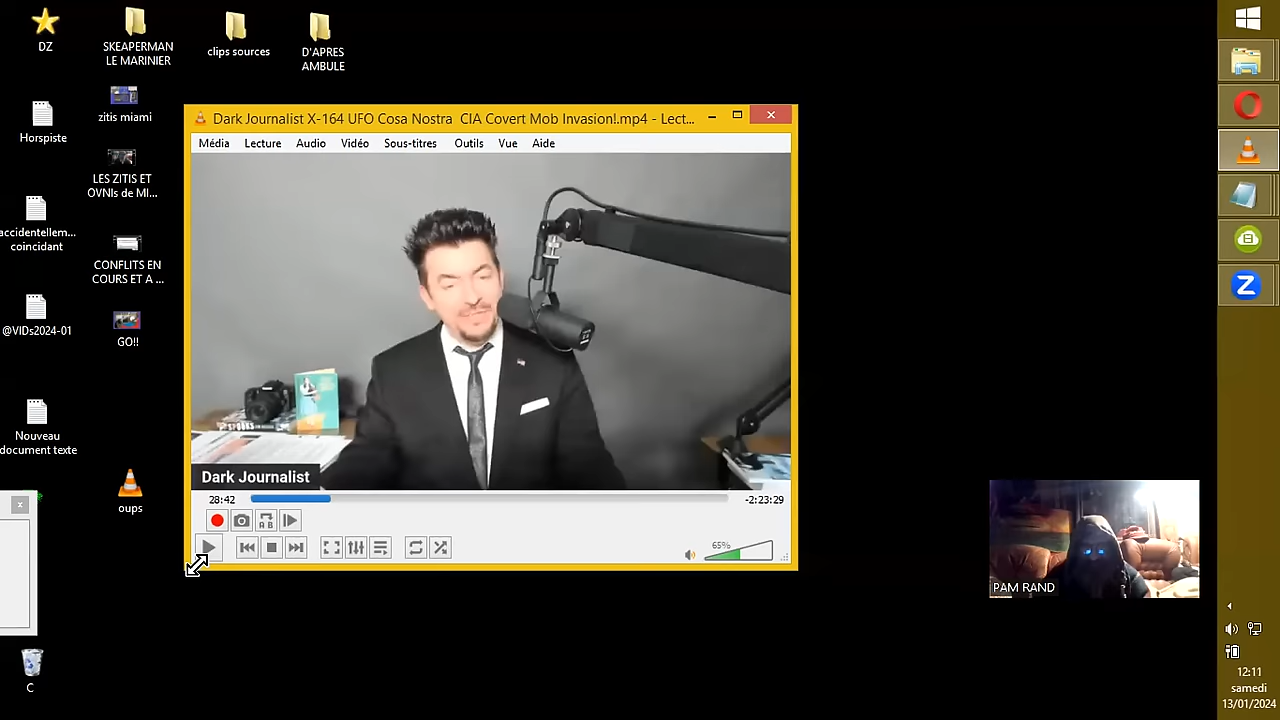 DZ
SKEAPERMAN
LE MARINIER
clips sources
D'APRES
AMBULE
zitis miami
Horspiste
LES ZITIS ET
OVNIs de MI...
accidentellem...
coincidant
CONFLITS EN
COURS ET A ...
@VIDs2024-01
GO!!
Nouveau
document texte
oups
C
Dark Journalist X-164 UFO Cosa Nostra  CIA Covert Mob Invasion!.mp4 - Lect...
Média Lecture Audio Vidéo Sous-titres Outils Vue Aide
SPOOKS
Dark Journalist
28:42
-2:23:29
A B
65%
PAM RAND
Z
12:11
samedi
13/01/2024